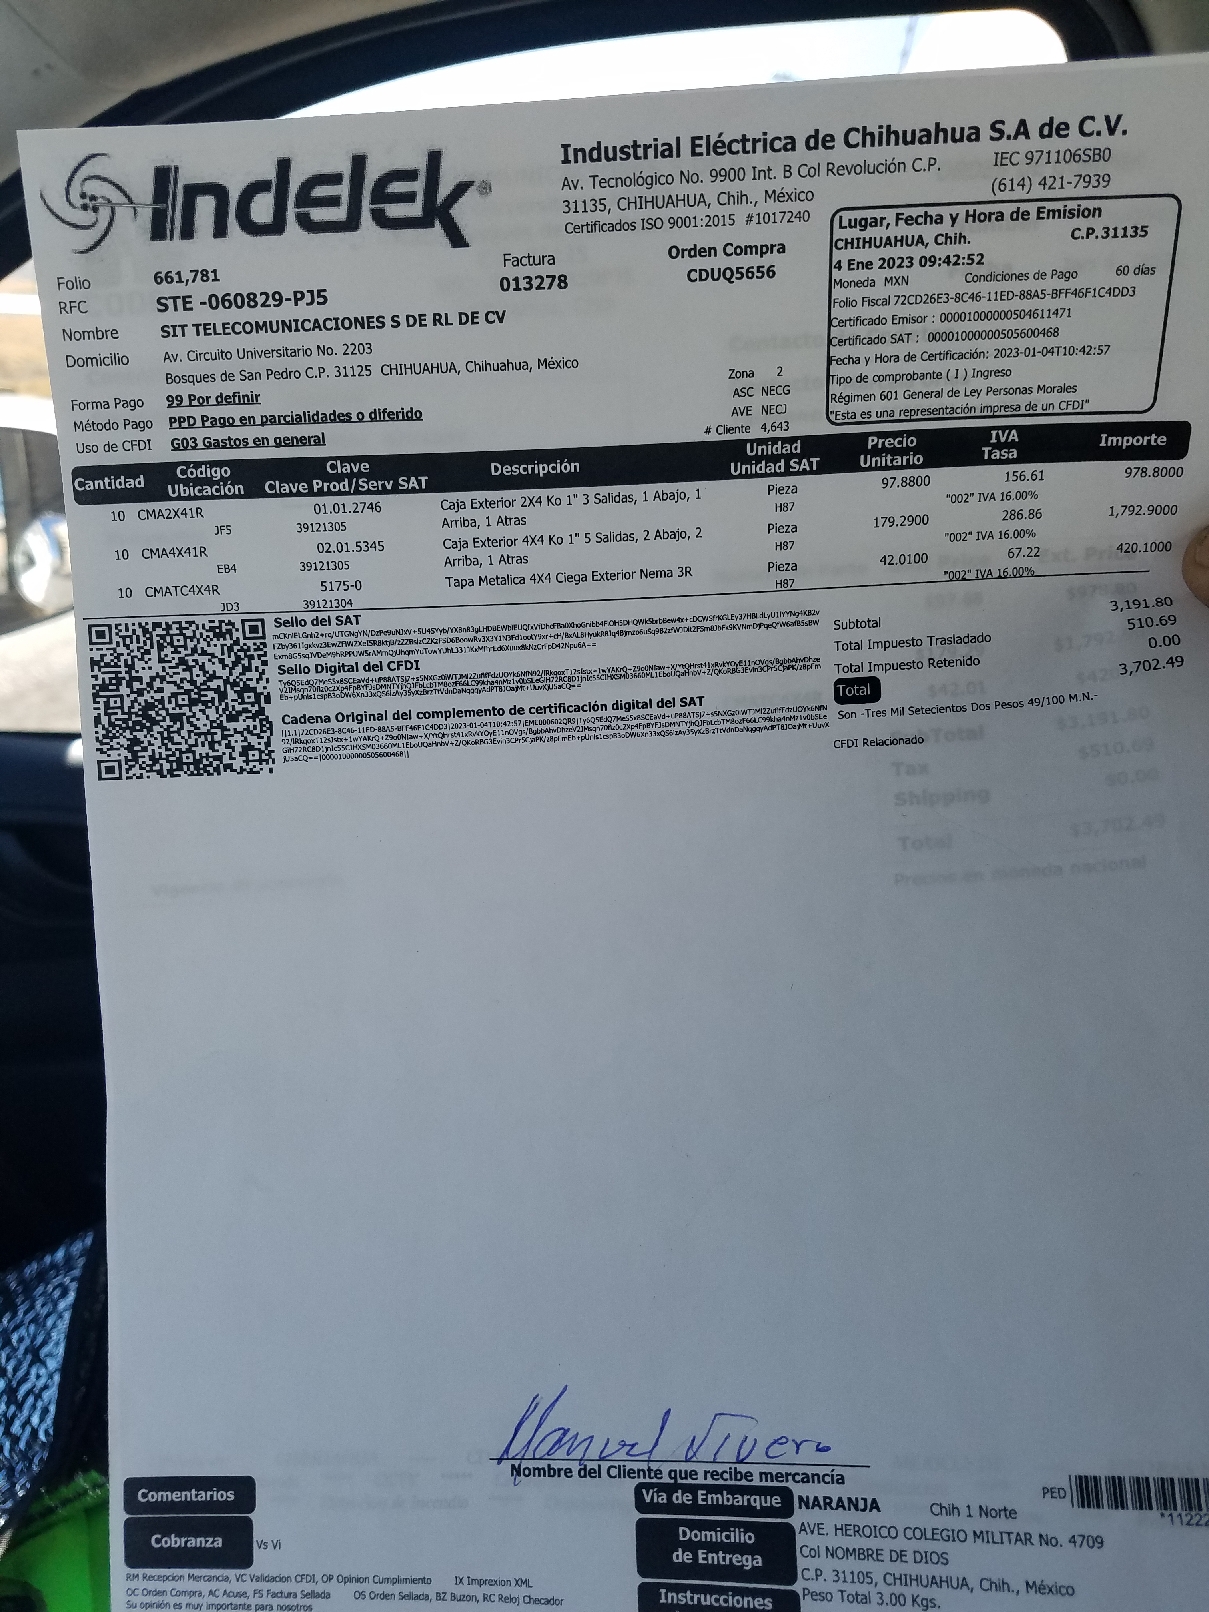 Indelek
Industrial Eléctrica de Chihuahua S.A de C.V.
Av. Tecnológico No. 9900 Int. B Col Revolución C.P.
31135, CHIHUAHUA, Chih., México
Certificados ISO 9001:2015 #1017240
IEC 971106SB0
(614) 421-7939
Folio 661,781
Factura
013278
Orden Compra
CDUQ5656
RFC STE -060829-PJ5
Nombre SIT TELECOMUNICACIONES S DE RL DE CV
Domicilio Av. Circuito Universitario No. 2203
Bosques de San Pedro C.P. 31125 CHIHUAHUA, Chihuahua, México
Forma Pago 99 Por definir
Método Pago PPD Pago en parcialidades o diferido
Uso de CFDI G03 Gastos en general
Zona 2
ASC NECG
AVE NECJ
# Cliente 4,643
Lugar, Fecha y Hora de Emision
CHIHUAHUA, Chih. C.P.31135
4 Ene 2023 09:42:52
Moneda MXN Condiciones de Pago 60 días
Folio Fiscal 72CD26E3-8C46-11ED-88A5-BFF46F1C4DD3
Certificado Emisor : 00001000000504611471
Certificado SAT : 00001000000505600468
Fecha y Hora de Certificación: 2023-01-04T10:42:57
Tipo de comprobante ( I ) Ingreso
Régimen 601 General de Ley Personas Morales
"Esta es una representación impresa de un CFDI"
Cantidad Código Ubicación Clave Clave Prod/Serv SAT Descripción Unidad Unidad SAT Precio Unitario IVA Tasa Importe
10 CMA2X41R 01.01.2746 Caja Exterior 2X4 Ko 1" 3 Salidas, 1 Abajo, 1 Pieza 97.8800 156.61 978.8000
JF5 39121305 Arriba, 1 Atras H87 "002" IVA 16.00%
10 CMA4X41R 02.01.5345 Caja Exterior 4X4 Ko 1" 5 Salidas, 2 Abajo, 2 Pieza 179.2900 286.86 1,792.9000
EB4 39121305 Arriba, 1 Atras H87 "002" IVA 16.00%
10 CMATC4X4R 5175-0 Tapa Metalica 4X4 Ciega Exterior Nema 3R Pieza 42.0100 67.22 420.1000
JD3 39121304 H87 "002" IVA 16.00%
Sello del SAT
Sello Digital del CFDI
Cadena Original del complemento de certificación digital del SAT
Subtotal 3,191.80
Total Impuesto Trasladado 510.69
Total Impuesto Retenido 0.00
Total 3,702.49
Son -Tres Mil Setecientos Dos Pesos 49/100 M.N.-
CFDI Relacionado
Tax $510.69
Shipping $0.00
Total $3,702.49
Precios en moneda nacional
Manuel Vivero
Nombre del Cliente que recibe mercancía
Comentarios
Cobranza Vs Vi
Vía de Embarque NARANJA Chih 1 Norte
PED
*11222
Domicilio de Entrega
AVE. HEROICO COLEGIO MILITAR No. 4709
Col NOMBRE DE DIOS
C.P. 31105, CHIHUAHUA, Chih., México
Instrucciones Peso Total 3.00 Kgs.
RM Recepcion Mercancia, VC Validacion CFDI, OP Opinion Cumplimiento IX Imprexion XML
OC Orden Compra, AC Acuse, FS Factura Sellada OS Orden Sellada, BZ Buzon, RC Reloj Checador
Su opinión es muy importante para nosotros